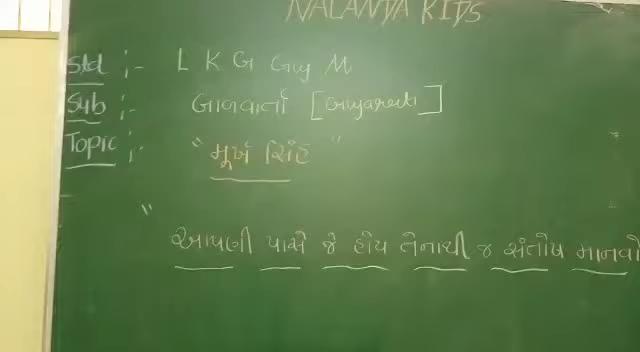 NALANDA KIDS
Std :- L K G Guj M
Sub :- બાળવાર્તા [Gujarati]
Topic :- "મૂર્ખ સિંહ"
"આપણી પાસે જે હોય તેનાથી જ સંતોષ માનવો